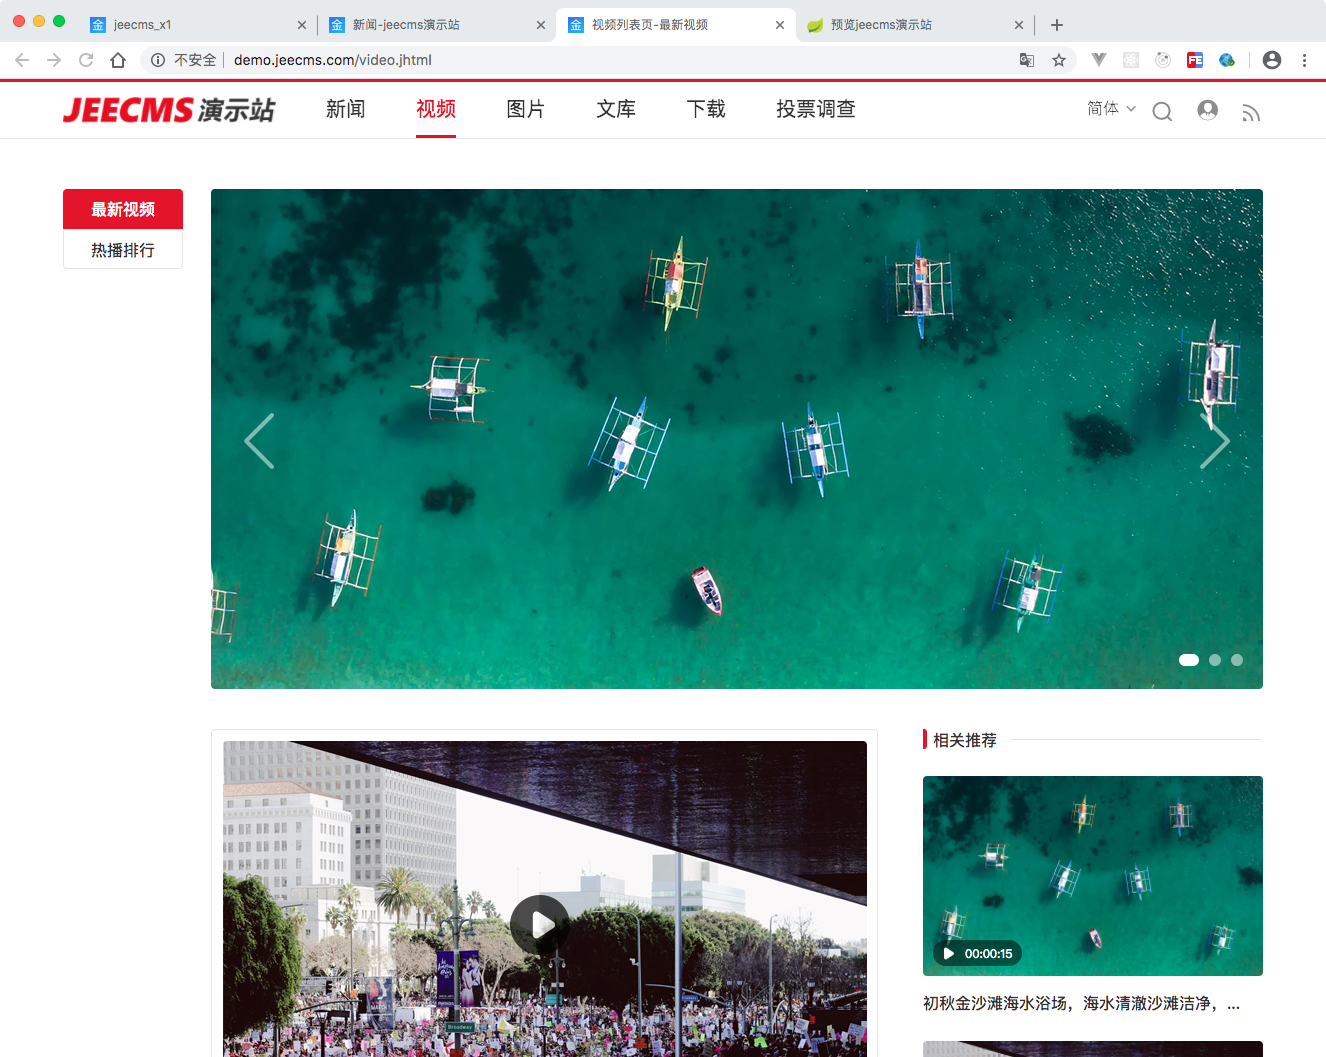 jeecms_x1
新闻-jeecms演示站
视频列表页-最新视频
预览jeecms演示站
不安全 demo.jeecms.com/video.jhtml
JEECMS 演示站
新闻 视频 图片 文库 下载 投票调查
简体
最新视频
热播排行
相关推荐
Broadway
00:00:15
初秋金沙滩海水浴场，海水清澈沙滩洁净，...